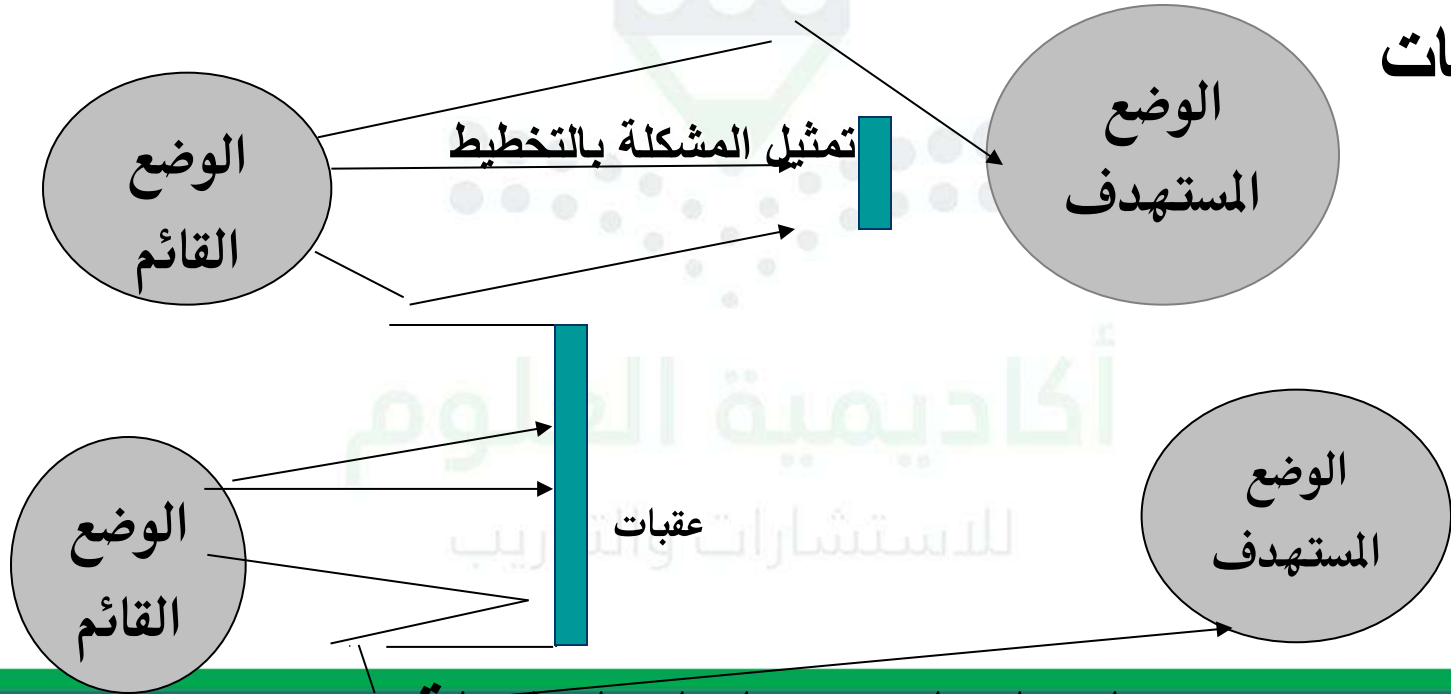 الوضع
المستهدف
تمثيل المشكلة بالتخطيط
الوضع
القائم
أكاديمية العلوم
للاستشارات والتدريب
الوضع
المستهدف
عقبات
الوضع
القائم